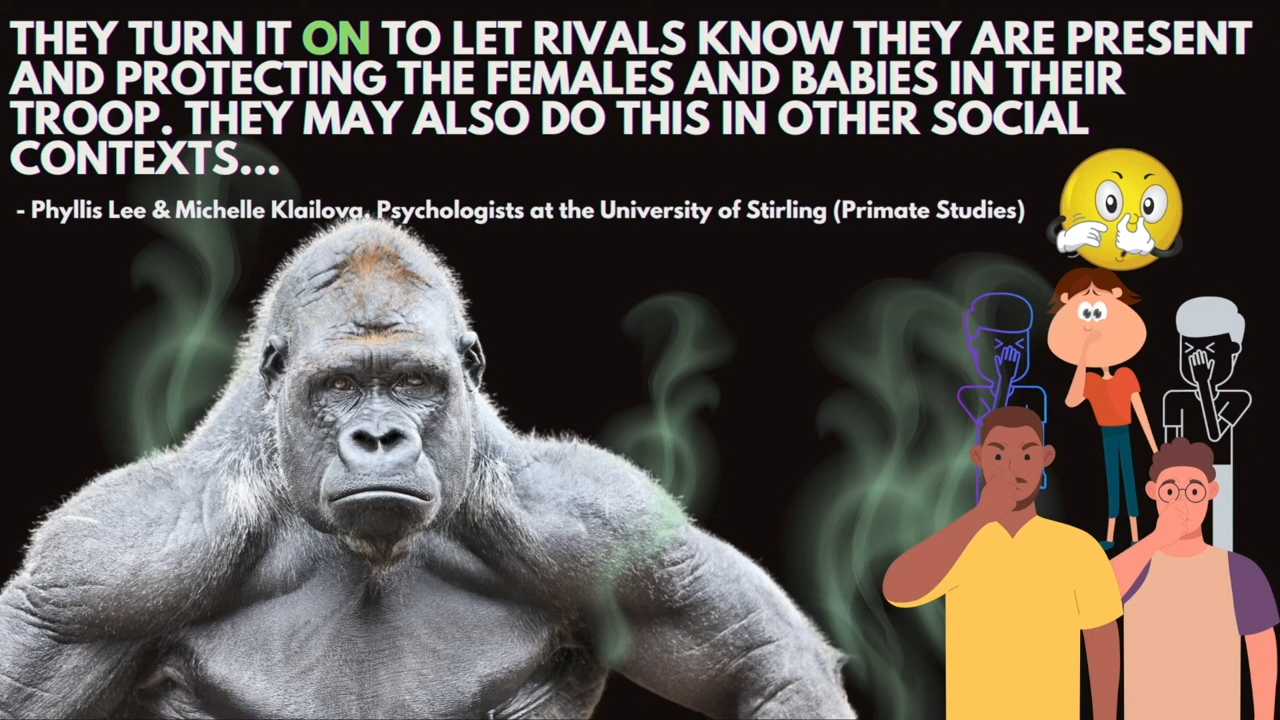 THEY TURN IT ON TO LET RIVALS KNOW THEY ARE PRESENT
AND PROTECTING THE FEMALES AND BABIES IN THEIR
TROOP. THEY MAY ALSO DO THIS IN OTHER SOCIAL
CONTEXTS...
- Phyllis Lee & Michelle Klailova, Psychologists at the University of Stirling (Primate Studies)